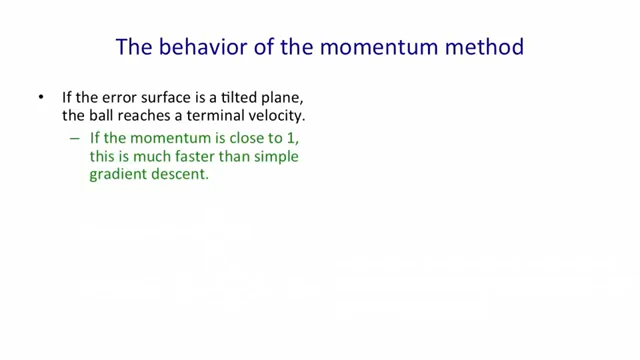 The behavior of the momentum method
• If the error surface is a tilted plane,
the ball reaches a terminal velocity.
– If the momentum is close to 1,
this is much faster than simple
gradient descent.